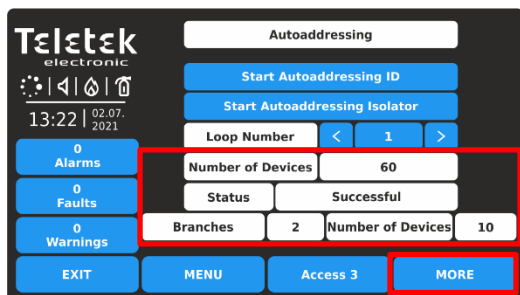 Teletek
electronic
13:22 02.07.
2021
0
Alarms
0
Faults
0
Warnings
EXIT
Autoaddressing
Start Autoaddressing ID
Start Autoaddressing Isolator
Loop Number < 1 >
Number of Devices 60
Status Successful
Branches 2 Number of Devices 10
MENU Access 3 MORE